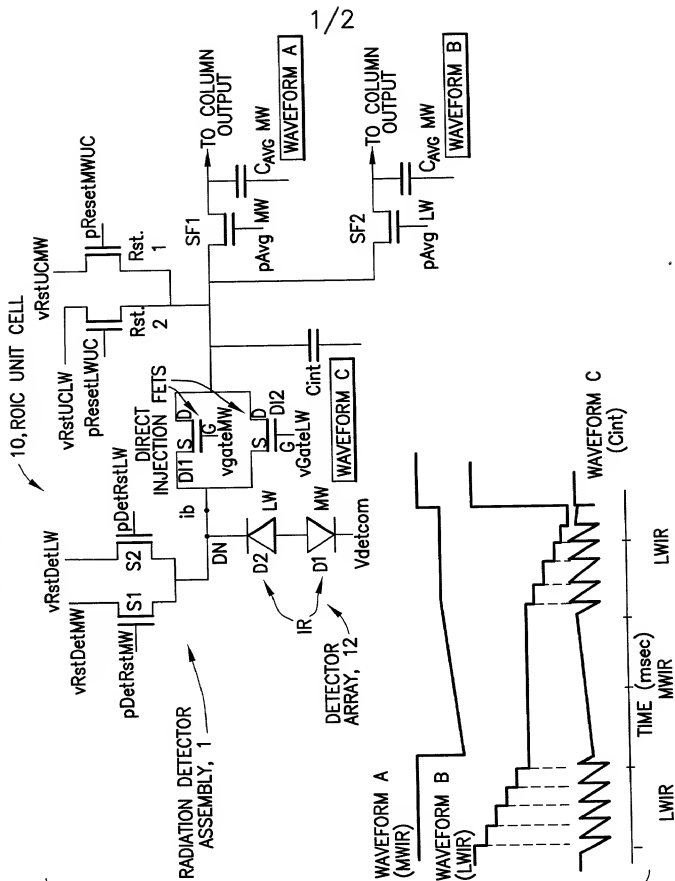 1/2
10, ROIC UNIT CELL
vRstDetLW
vRstDetMW
pDetRstMW
S1
S2
pDetRstLW
vRstUCMW
vRstUCLW
pResetLWUC
pResetMWUC
Rst.
2
Rst.
1
RADIATION DETECTOR
ASSEMBLY, 1
DN
ib
DIRECT
INJECTION FETS
DI1
S
D
G
vgateMW
S
D
DI2
G
vGateLW
D2
LW
D1
MW
IR
Vdetcom
DETECTOR
ARRAY, 12
Cint
WAVEFORM C
SF1
pAvg MW
TO COLUMN
OUTPUT
CAVG MW
WAVEFORM A
SF2
pAvg LW
TO COLUMN
OUTPUT
CAVG MW
WAVEFORM B
WAVEFORM A
(MWIR)
WAVEFORM B
(LWIR)
WAVEFORM C
(Cint)
TIME (msec)
LWIR
MWIR
LWIR